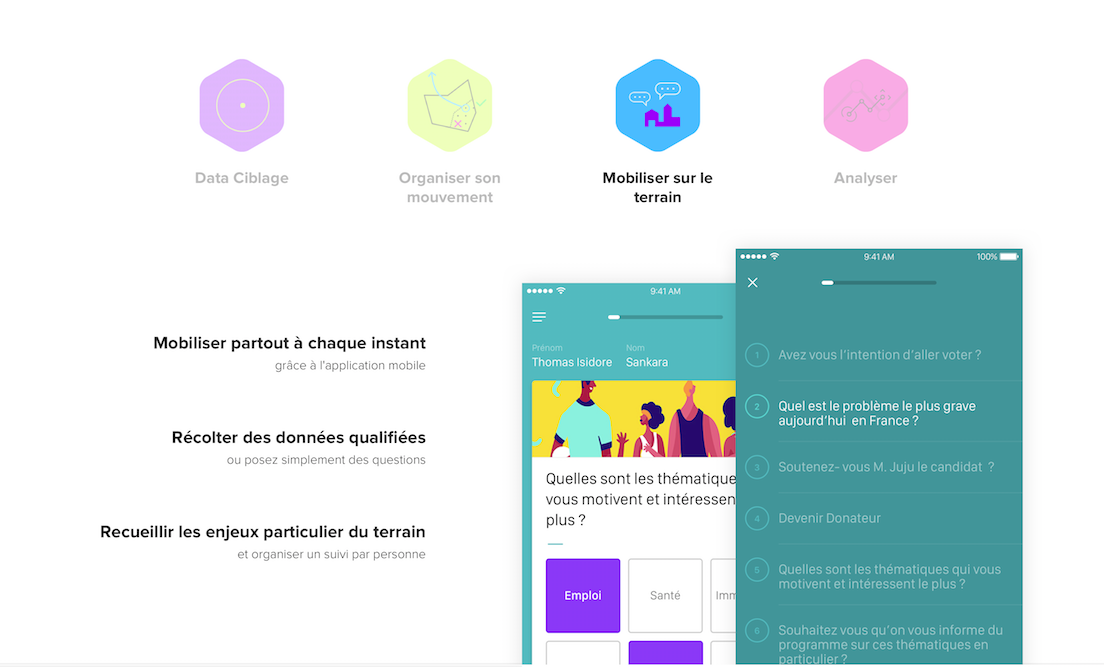 Data Ciblage
Organiser son
mouvement
Mobiliser sur le
terrain
Analyser
Mobiliser partout à chaque instant
grâce à l'application mobile
Récolter des données qualifiées
ou posez simplement des questions
Recueillir les enjeux particulier du terrain
et organiser un suivi par personne
9:41 AM
Prénom
Nom
Thomas Isidore
Sankara
Quelles sont les thématique
vous motivent et intéressen
plus ?
Emploi
Santé
Imm
9:41 AM
100%
1
Avez vous l'intention d'aller voter ?
2
Quel est le problème le plus grave
aujourd'hui en France ?
3
Soutenez- vous M. Juju le candidat ?
4
Devenir Donateur
5
Quelles sont les thématiques qui vous
motivent et intéressent le plus ?
6
Souhaitez vous qu'on vous informe du
programme sur ces thématiques en
particulier ?